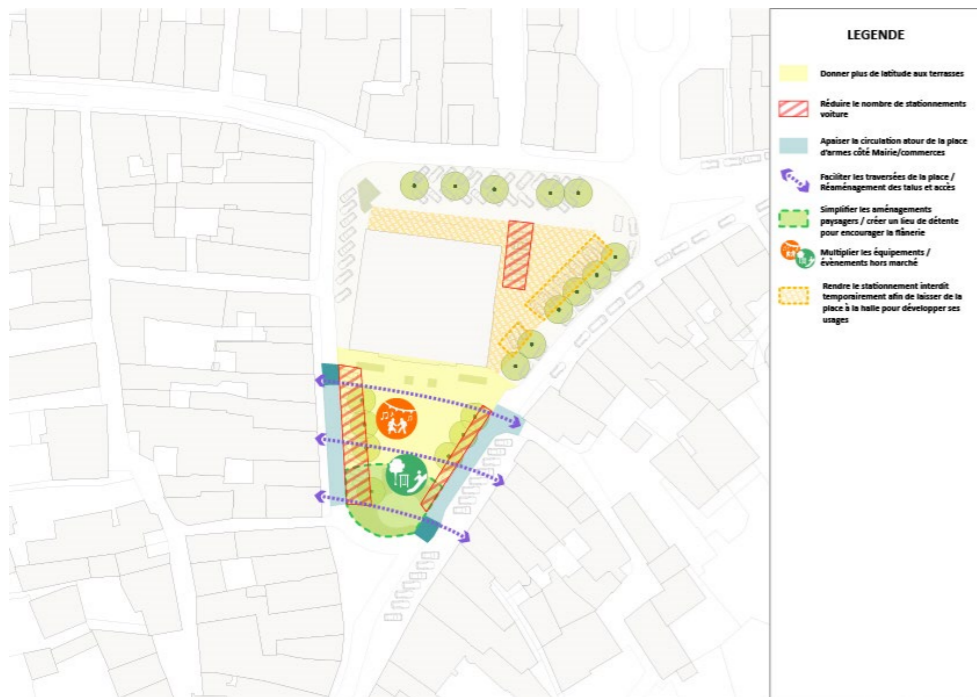 LEGENDE
Donner plus de latitude aux terrasses
Réduire le nombre de stationnements
voiture
Apaiser la circulation atour de la place
d'armes côté Mairie/commerces
Faciliter les traversées de la place /
Réaménagement des talus et accès
Simplifier les aménagements
paysagers / créer un lieu de détente
pour encourager la flânerie
Multiplier les équipements /
évènements hors marché
Rendre le stationnement interdit
temporairement afin de laisser de la
place à la halle pour développer ses
usages